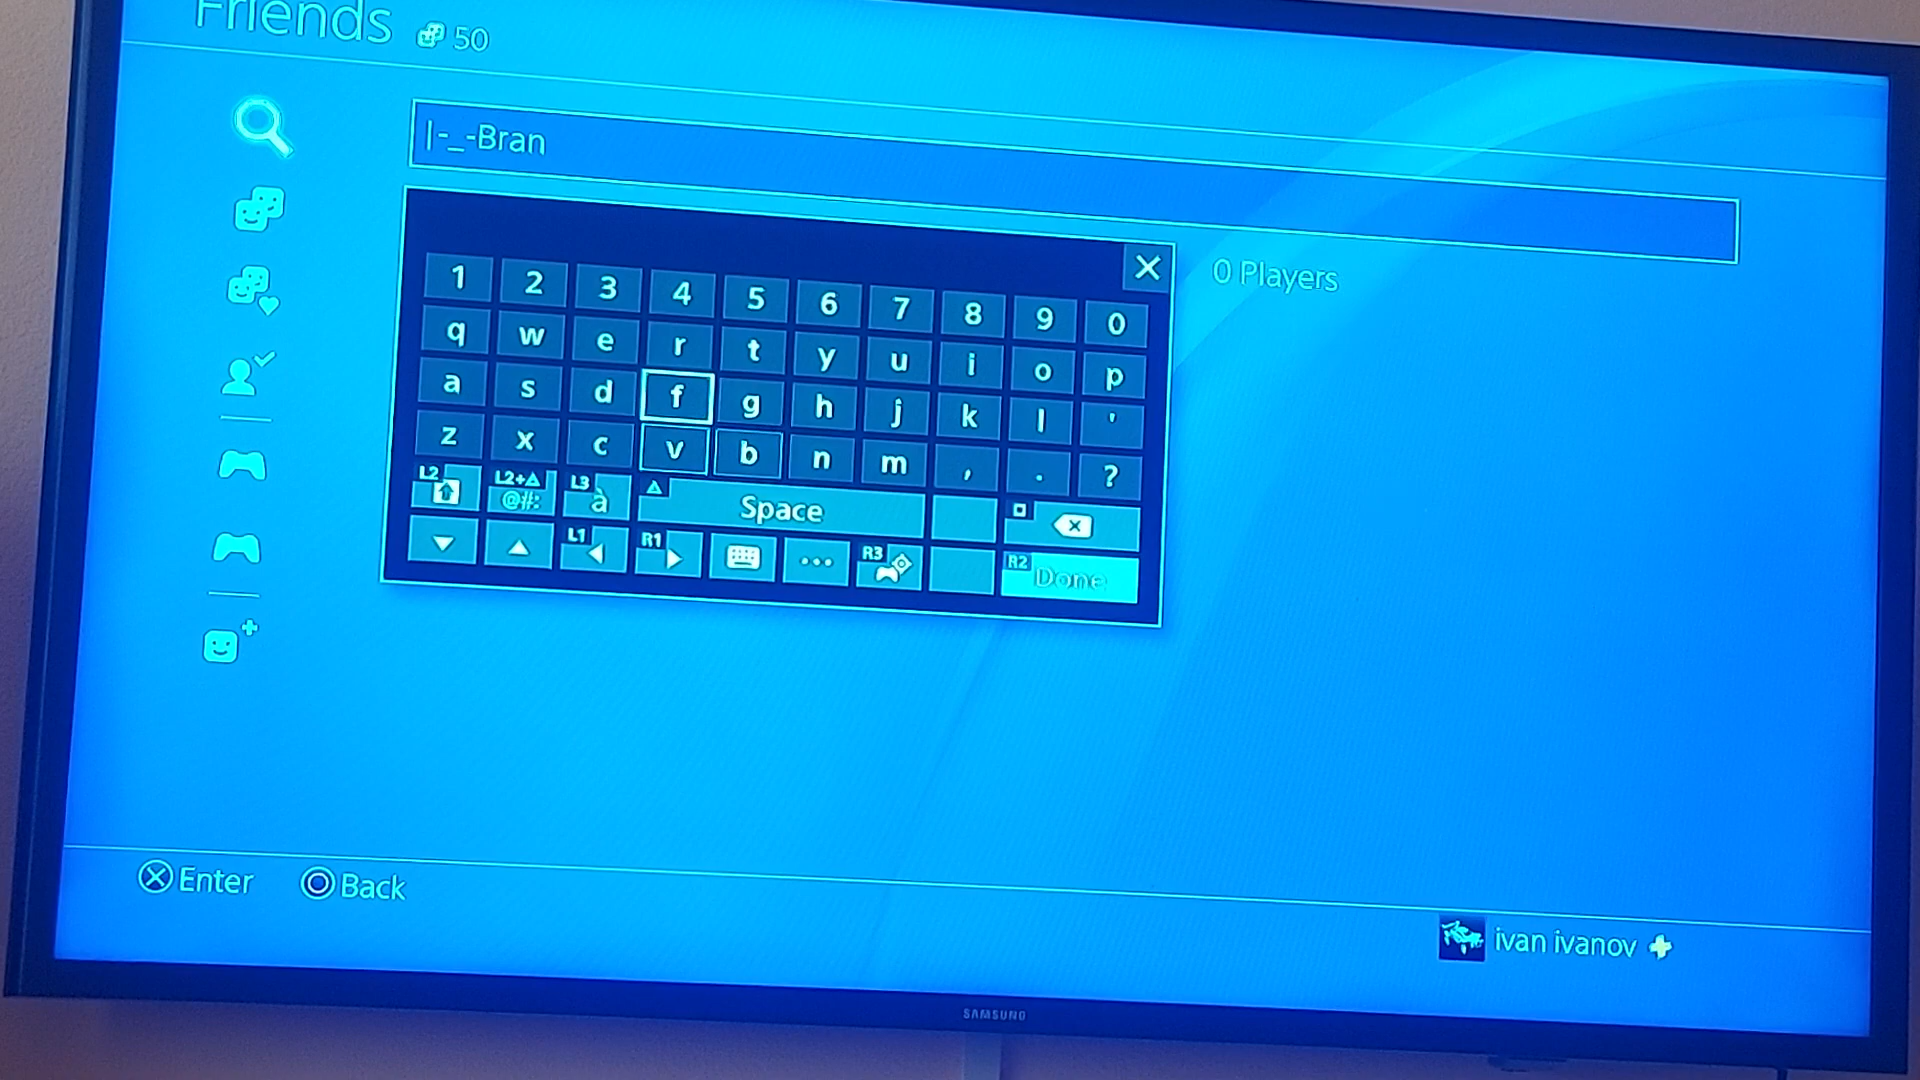 Friends 50
-_-Bran
0 Players
1 2 3 4 5 6 7 8 9 0
q w e r t y u i o p
a s d f g h j k l '
z x c v b n m , . ?
L2 L2+△ @#: L3 à △ Space
L1 R1 ... R3 R2 Done
Enter Back
ivan ivanov
SAMSUNG